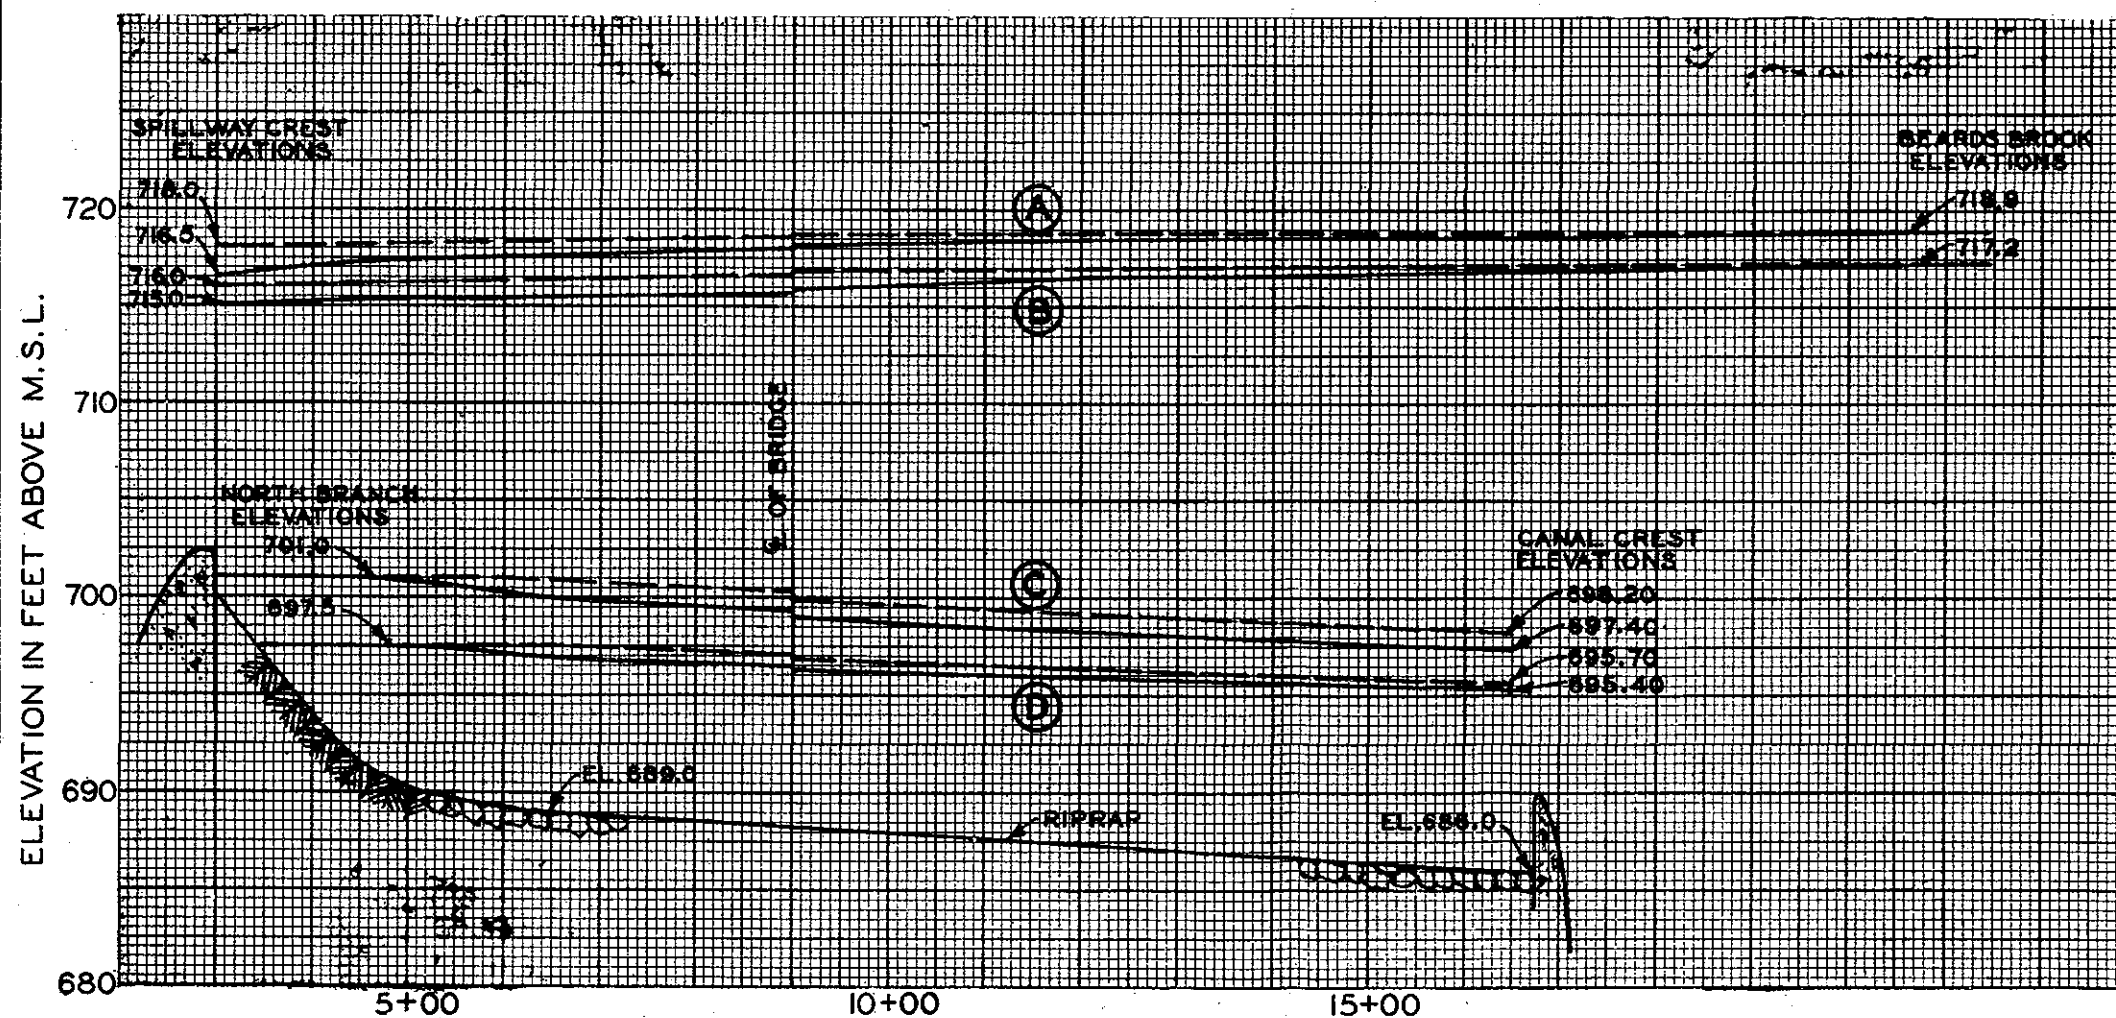 SPILLWAY CREST
ELEVATIONS
718.0
716.5
716.0
715.0
BEARDS BROOK
ELEVATIONS
718.9
717.2
A
B
720
710
700
690
680
ELEVATION IN FEET ABOVE M.S.L.
℄ OF BRIDGE
NORTH BRANCH
ELEVATIONS
701.0
697.5
C
D
CANAL CREST
ELEVATIONS
698.20
697.40
695.70
695.40
EL. 689.0
RIPRAP
EL. 686.0
5+00
10+00
15+00